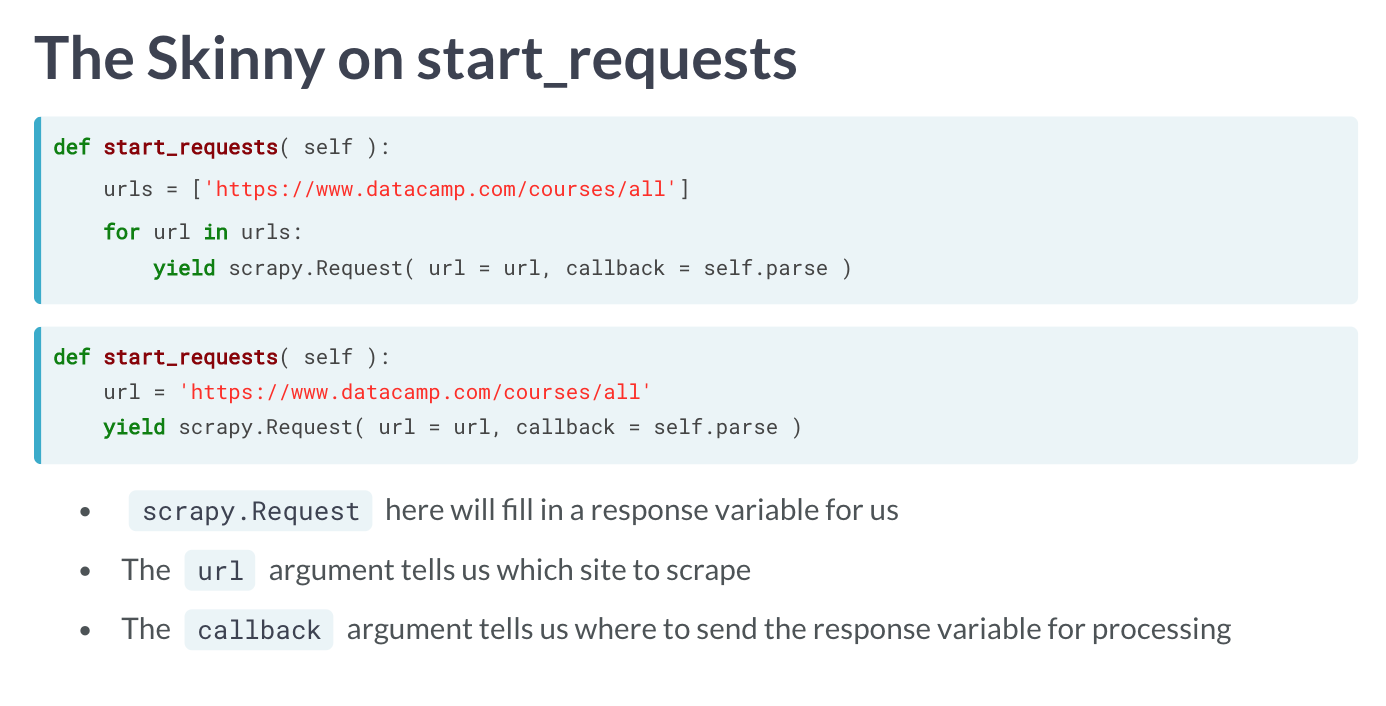 The Skinny on start_requests
def start_requests( self ):
    urls = ['https://www.datacamp.com/courses/all']
    for url in urls:
        yield scrapy.Request( url = url, callback = self.parse )
def start_requests( self ):
    url = 'https://www.datacamp.com/courses/all'
    yield scrapy.Request( url = url, callback = self.parse )
• scrapy.Request here will fill in a response variable for us
• The url argument tells us which site to scrape
• The callback argument tells us where to send the response variable for processing